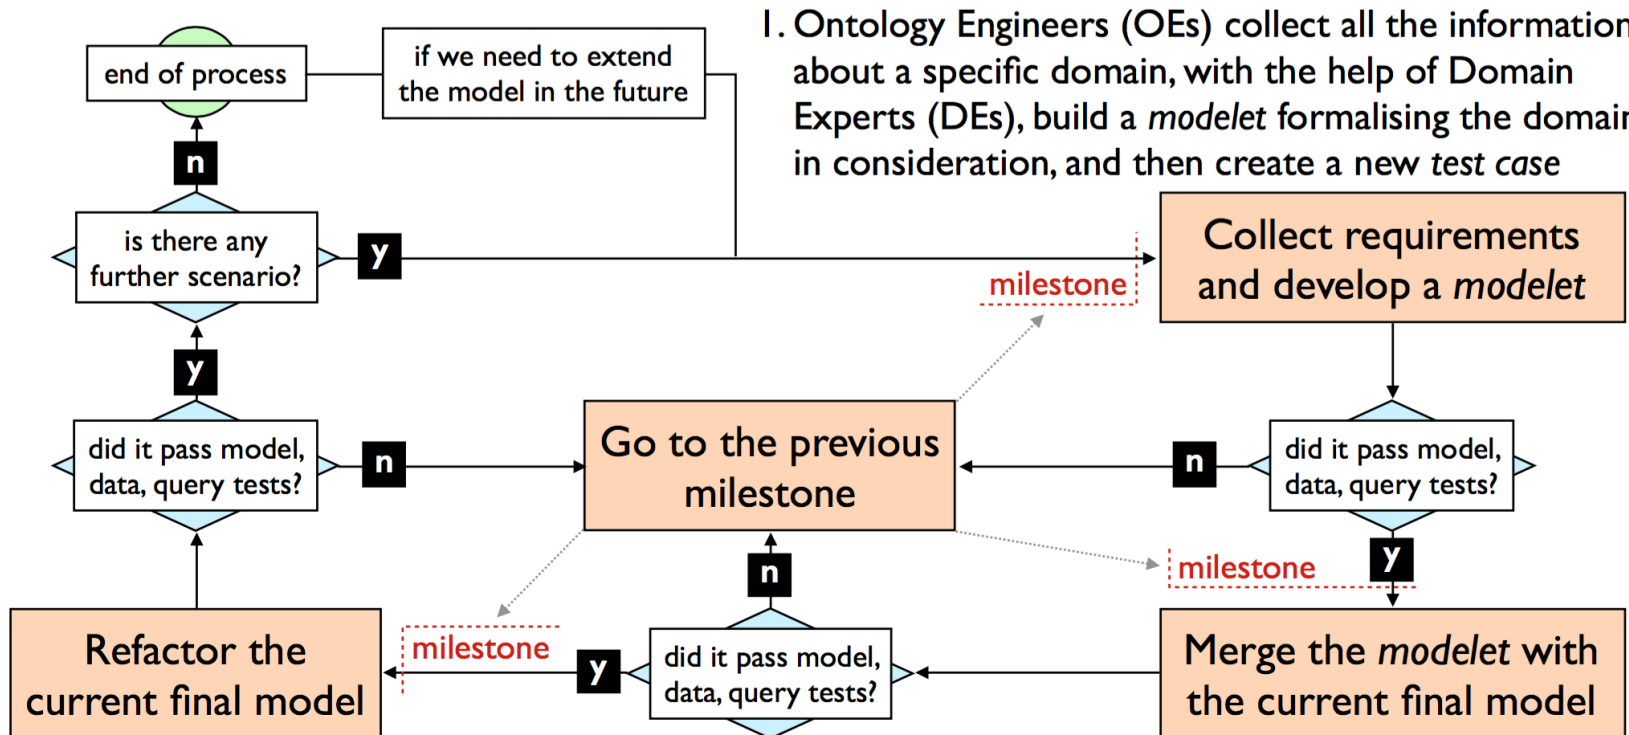 1. Ontology Engineers (OEs) collect all the information
about a specific domain, with the help of Domain
Experts (DEs), build a modelet formalising the domain
in consideration, and then create a new test case
end of process
if we need to extend
the model in the future
n
is there any
further scenario?
y
milestone
Collect requirements
and develop a modelet
y
did it pass model,
data, query tests?
n
Go to the previous
milestone
n
did it pass model,
data, query tests?
y
milestone
n
Refactor the
current final model
milestone
y
did it pass model,
data, query tests?
Merge the modelet with
the current final model